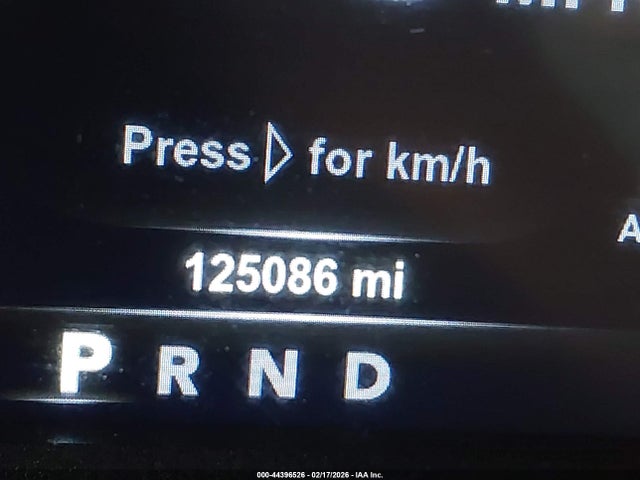 Press ▷ for km/h
A
125086 mi
P R N D
000-44396526 - 02/17/2026 - IAA Inc.